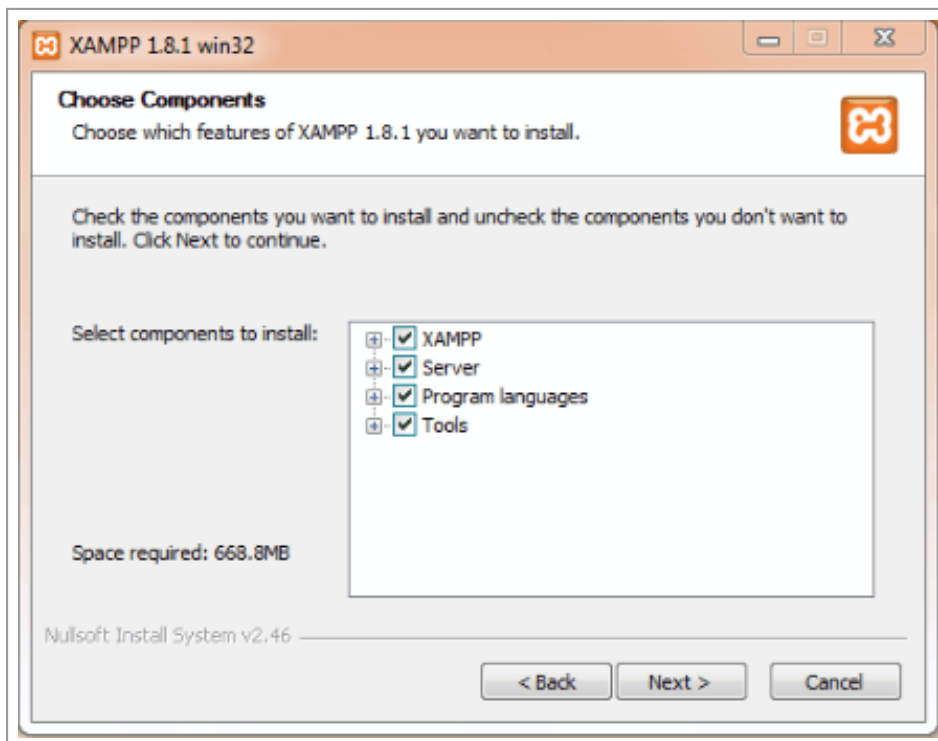 XAMPP 1.8.1 win32
Choose Components
Choose which features of XAMPP 1.8.1 you want to install.
Check the components you want to install and uncheck the components you don't want to
install. Click Next to continue.
Select components to install:
XAMPP
Server
Program languages
Tools
Space required: 668.8MB
Nullsoft Install System v2.46
< Back
Next >
Cancel